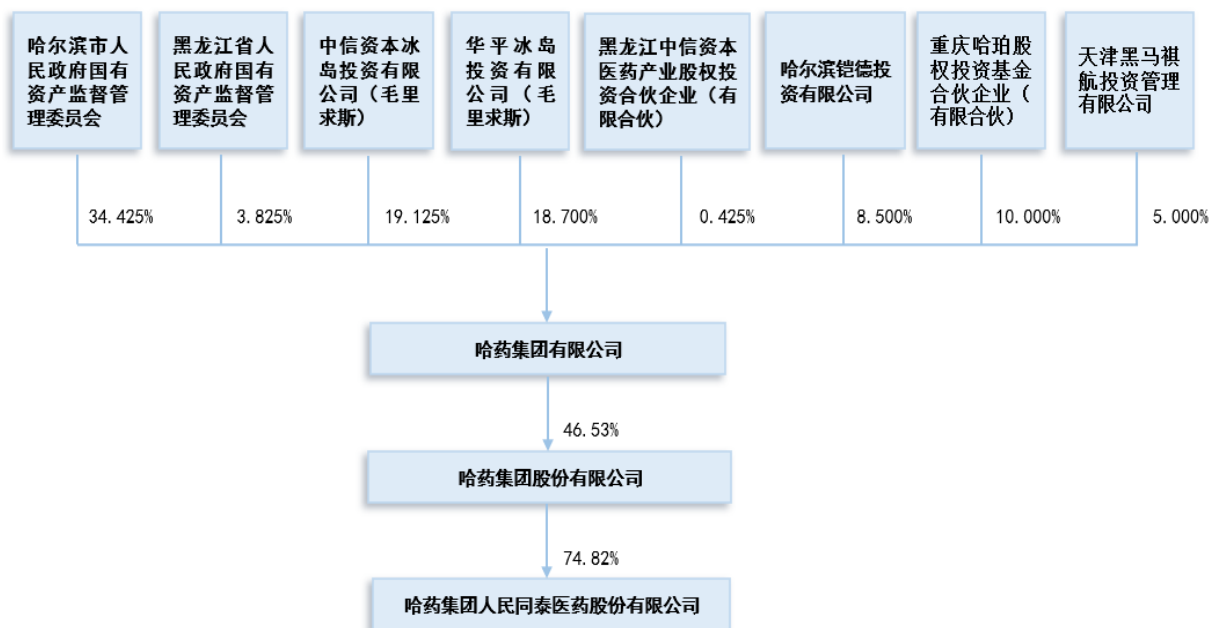 哈尔滨市人
民政府国有
资产监督管
理委员会
黑龙江省人
民政府国有
资产监督管
理委员会
中信资本冰
岛投资有限
公司（毛里
求斯）
华平冰岛
投资有限
公司（毛
里求斯）
黑龙江中信资本
医药产业股权投
资合伙企业（有
限合伙）
哈尔滨铠德投
资有限公司
重庆哈珀股
权投资基金
合伙企业（
有限合伙）
天津黑马祺
航投资管理
有限公司
34.425%
3.825%
19.125%
18.700%
0.425%
8.500%
10.000%
5.000%
哈药集团有限公司
46.53%
哈药集团股份有限公司
74.82%
哈药集团人民同泰医药股份有限公司